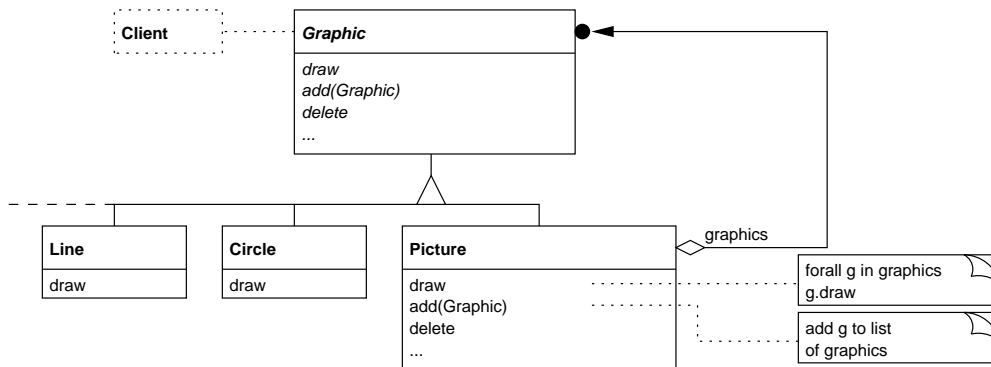 Client
Graphic
draw
add(Graphic)
delete
...
Line
draw
Circle
draw
Picture
draw
add(Graphic)
delete
...
graphics
forall g in graphics
g.draw
add g to list
of graphics